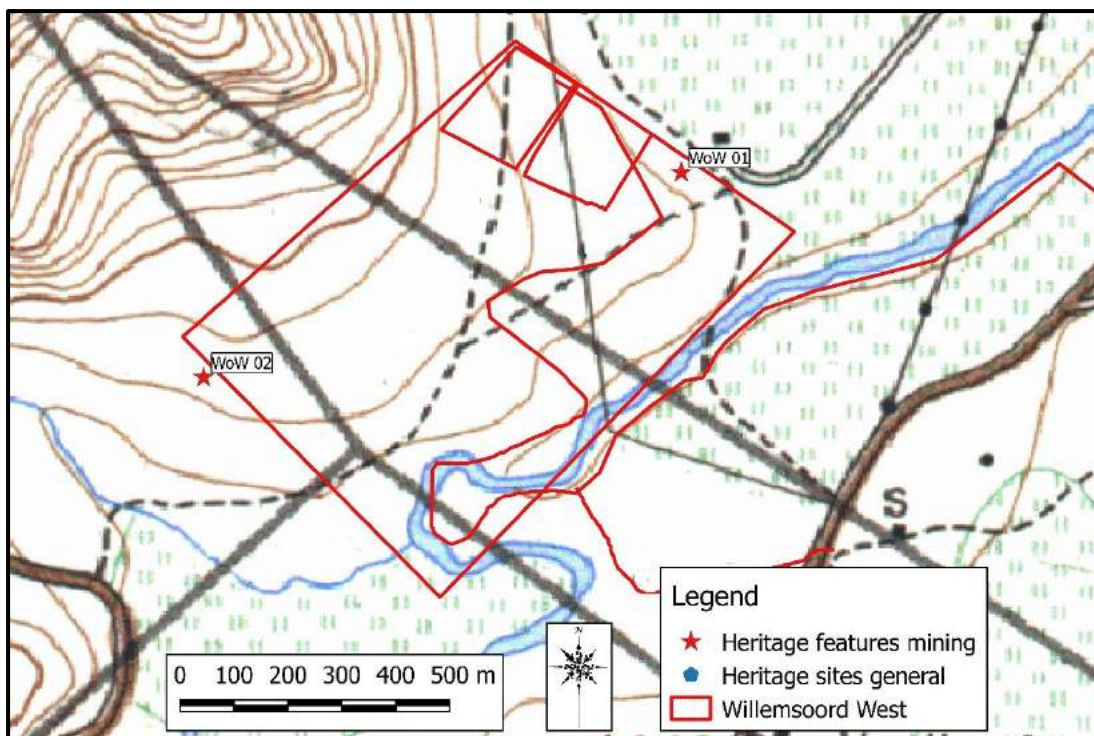 WoW 01
WoW 02
S
Legend
Heritage features mining
Heritage sites general
Willemsoord West
0 100 200 300 400 500 m
N